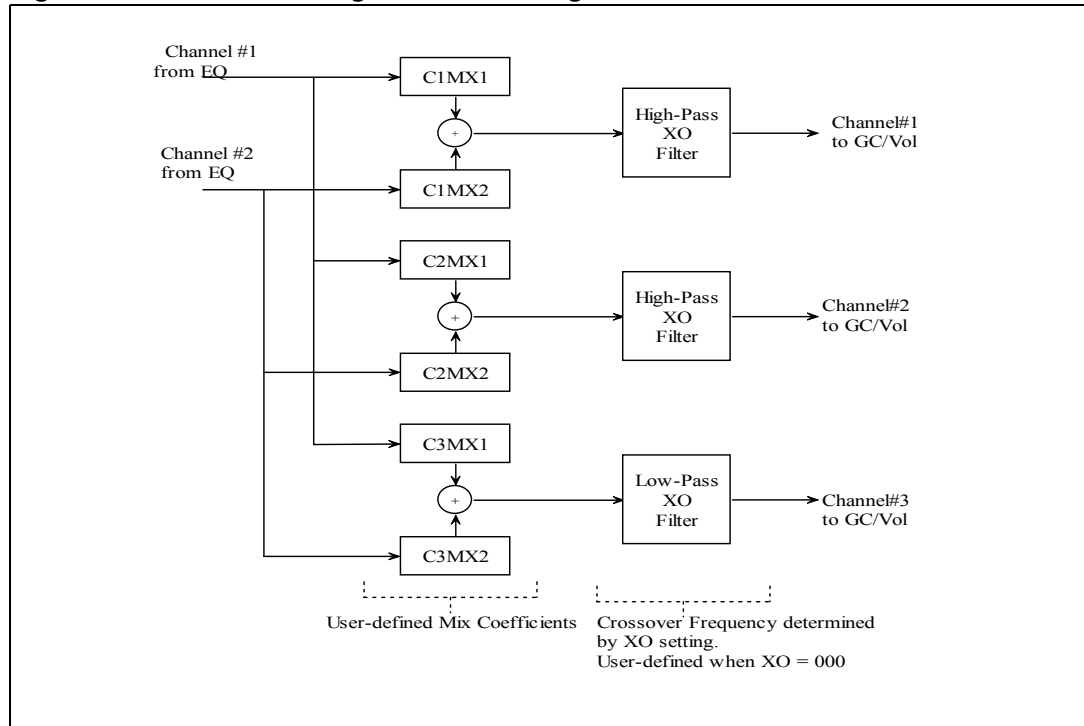 Channel #1
from EQ
C1MX1
+
High-Pass
XO
Filter
Channel#1
to GC/Vol
Channel #2
from EQ
C1MX2
C2MX1
+
High-Pass
XO
Filter
Channel#2
to GC/Vol
C2MX2
C3MX1
+
Low-Pass
XO
Filter
Channel#3
to GC/Vol
C3MX2
User-defined Mix Coefficients
Crossover Frequency determined
by XO setting.
User-defined when XO = 000